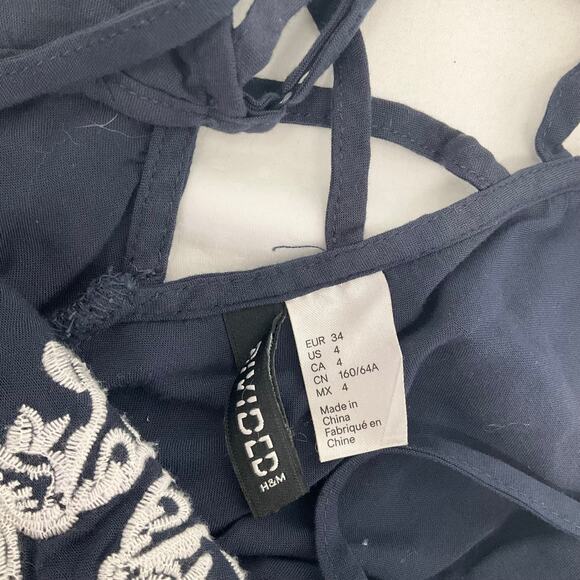 DIVIDED
H&M
EUR 34
US 4
CA 4
CN 160/64A
MX 4
Made in
China
Fabriqué en
Chine